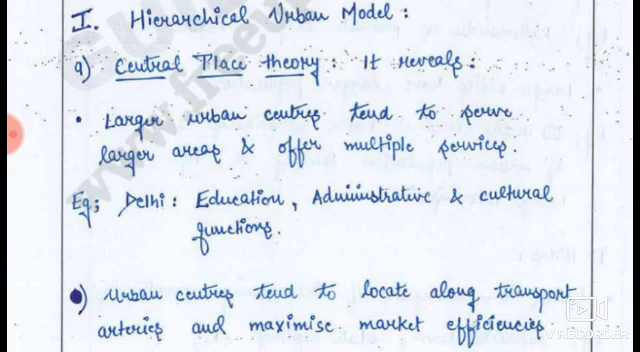 I. Hierarchical Urban Model :
a) Central Place theory : It reveals :
• Larger urban centres tend to serve
larger areas & offer multiple services.
Eg; Delhi : Education, Administrative & cultural
functions.
) Urban centres tend to locate along transport
arteries and maximise market efficiencies
RECORDER